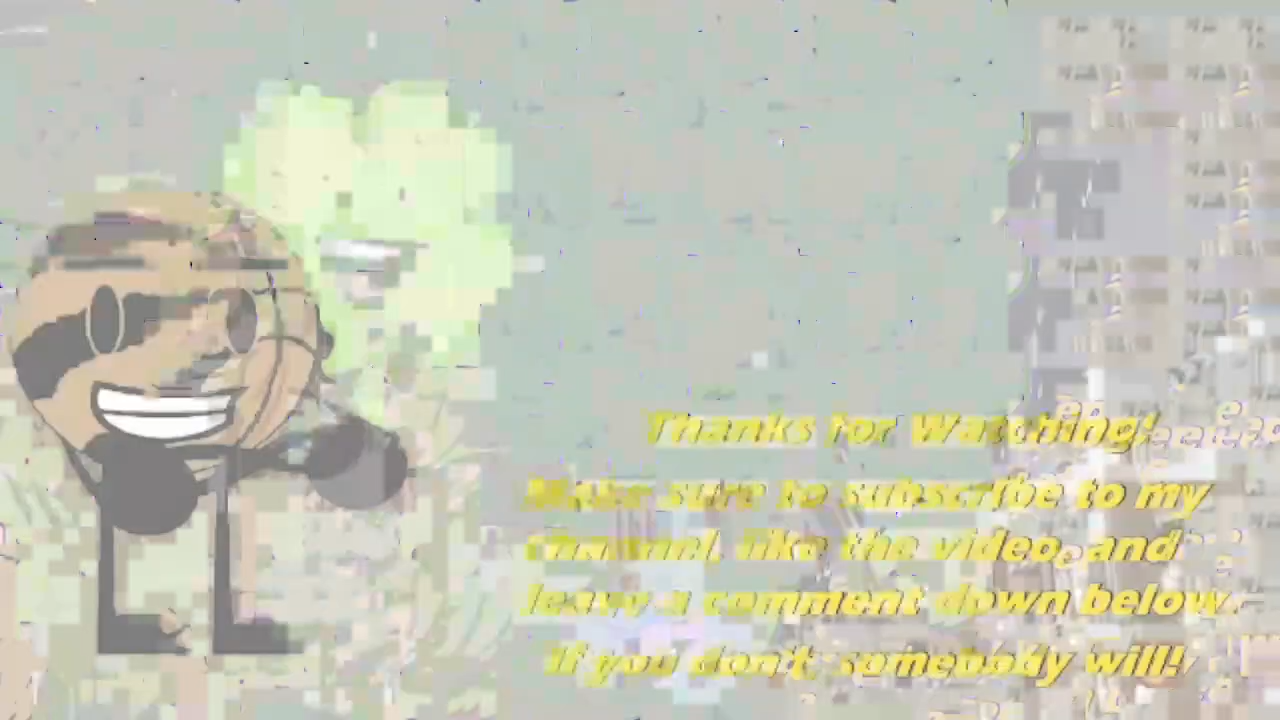 Thanks for Watching!
Make sure to subscribe to my
channel, like the video, and
leave a comment down below.
If you don't, somebody will!